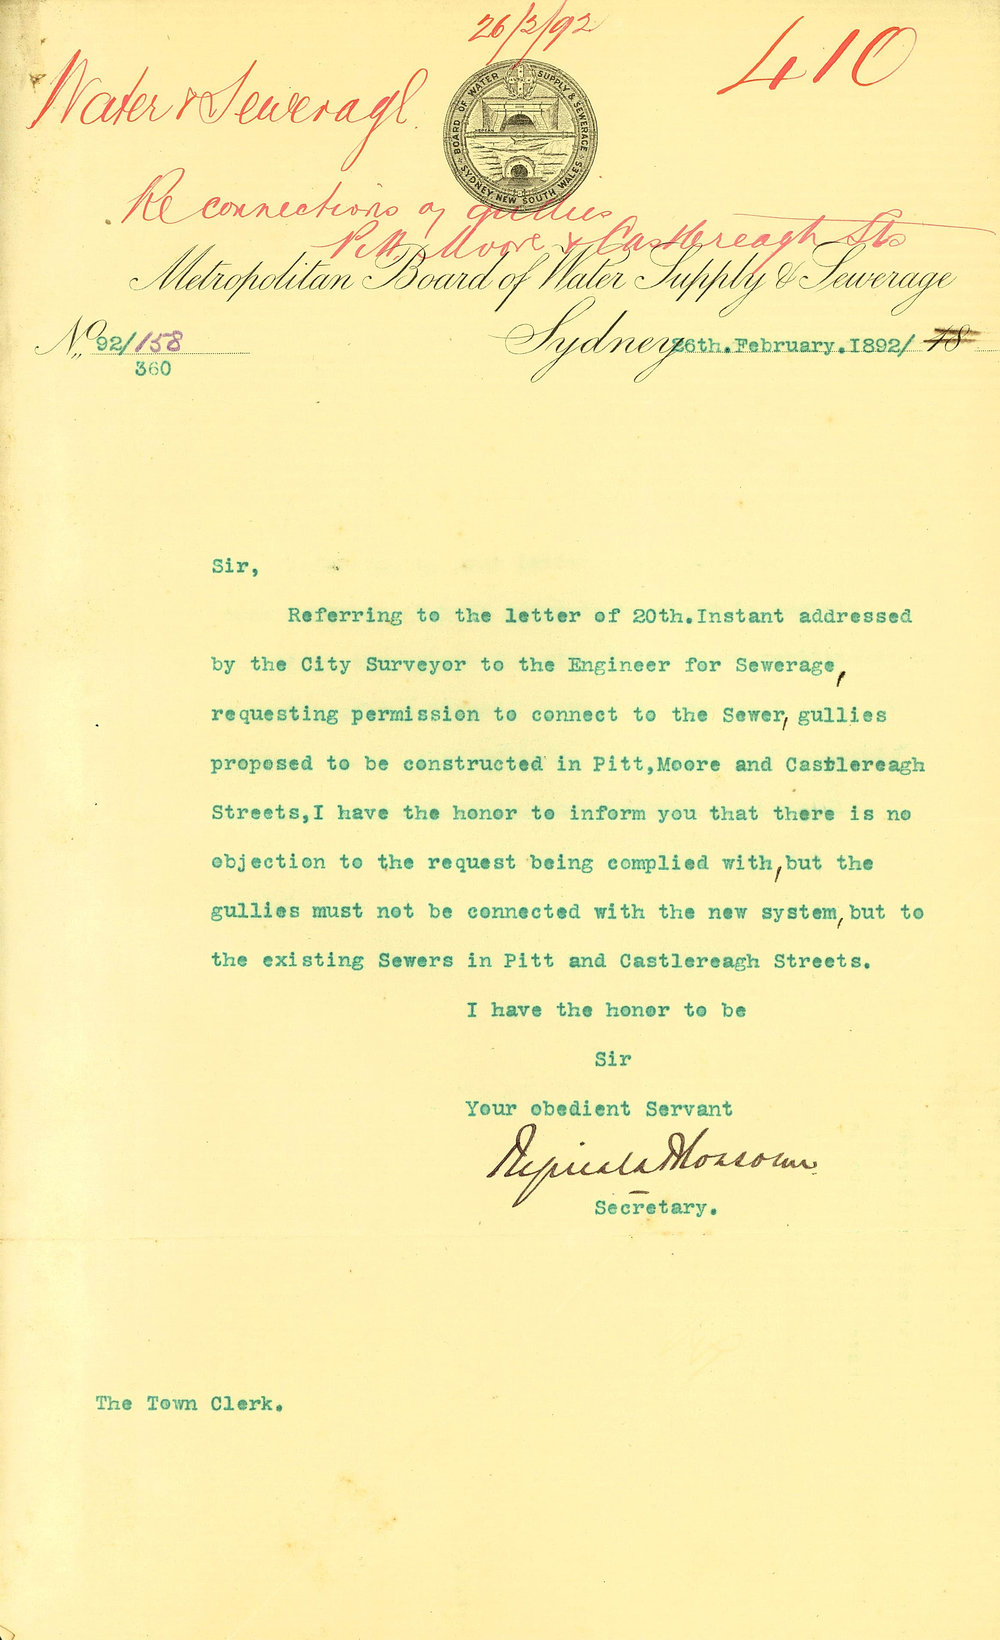 26/2/92
410
Water & Sewerage
BOARD OF WATER SUPPLY & SEWERAGE
SYDNEY NEW SOUTH WALES
Re connections of gullies
Pitt, Moore & Castlereagh Sts
Metropolitan Board of Water Supply & Sewerage
No. 92/158
360
Sydney 26th.February.1892/
Sir,
Referring to the letter of 20th.Instant addressed
by the City Surveyor to the Engineer for Sewerage,
requesting permission to connect to the Sewer, gullies
proposed to be constructed in Pitt,Moore and Castlereagh
Streets,I have the honor to inform you that there is no
objection to the request being complied with,but the
gullies must not be connected with the new system,but to
the existing Sewers in Pitt and Castlereagh Streets.
I have the honor to be
Sir
Your obedient Servant
Secretary.
The Town Clerk.